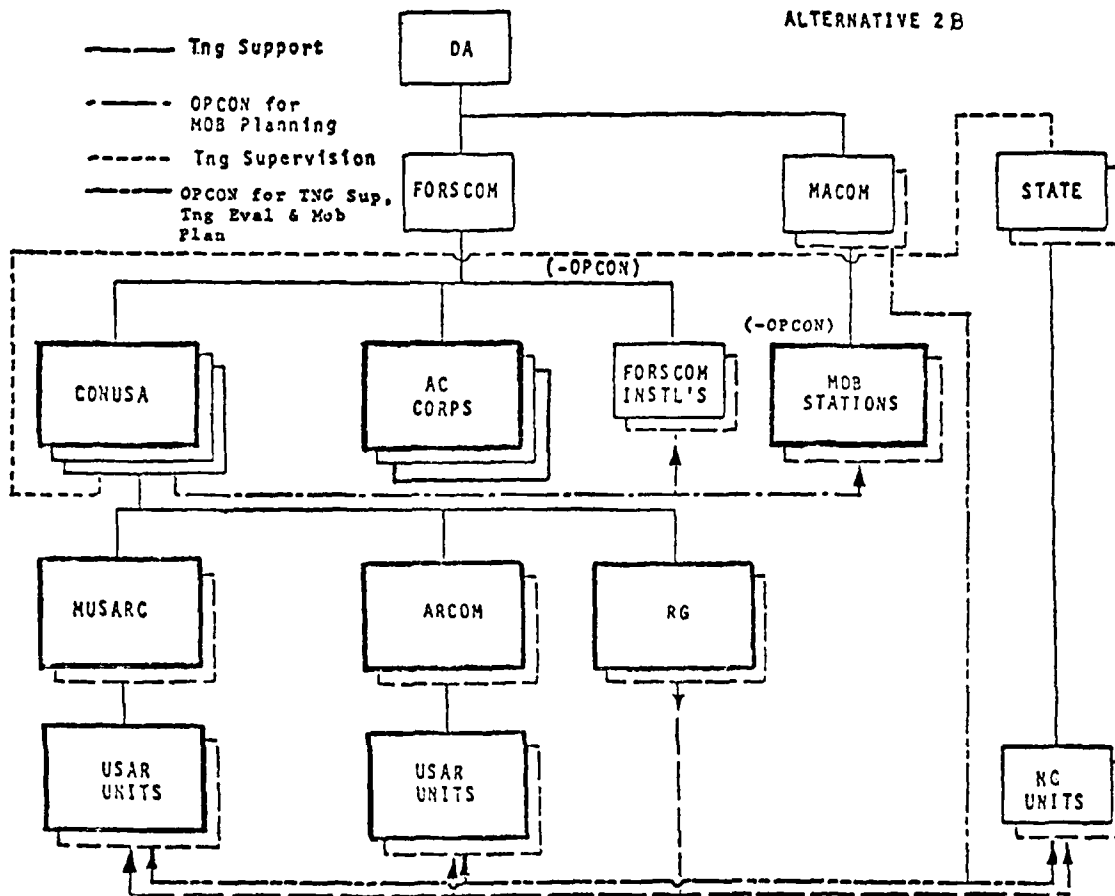 ALTERNATIVE 2B
Tng Support
OPCON for
MOB Planning
Tng Supervision
OPCON for TNG Sup,
Tng Eval & Mob
Plan
DA
FORSCOM
MACOM
STATE
(-OPCON)
(-OPCON)
CONUSA
AC
CORPS
FORSCOM
INSTL'S
MOB
STATIONS
MUSARC
ARCOM
RG
USAR
UNITS
USAR
UNITS
NG
UNITS